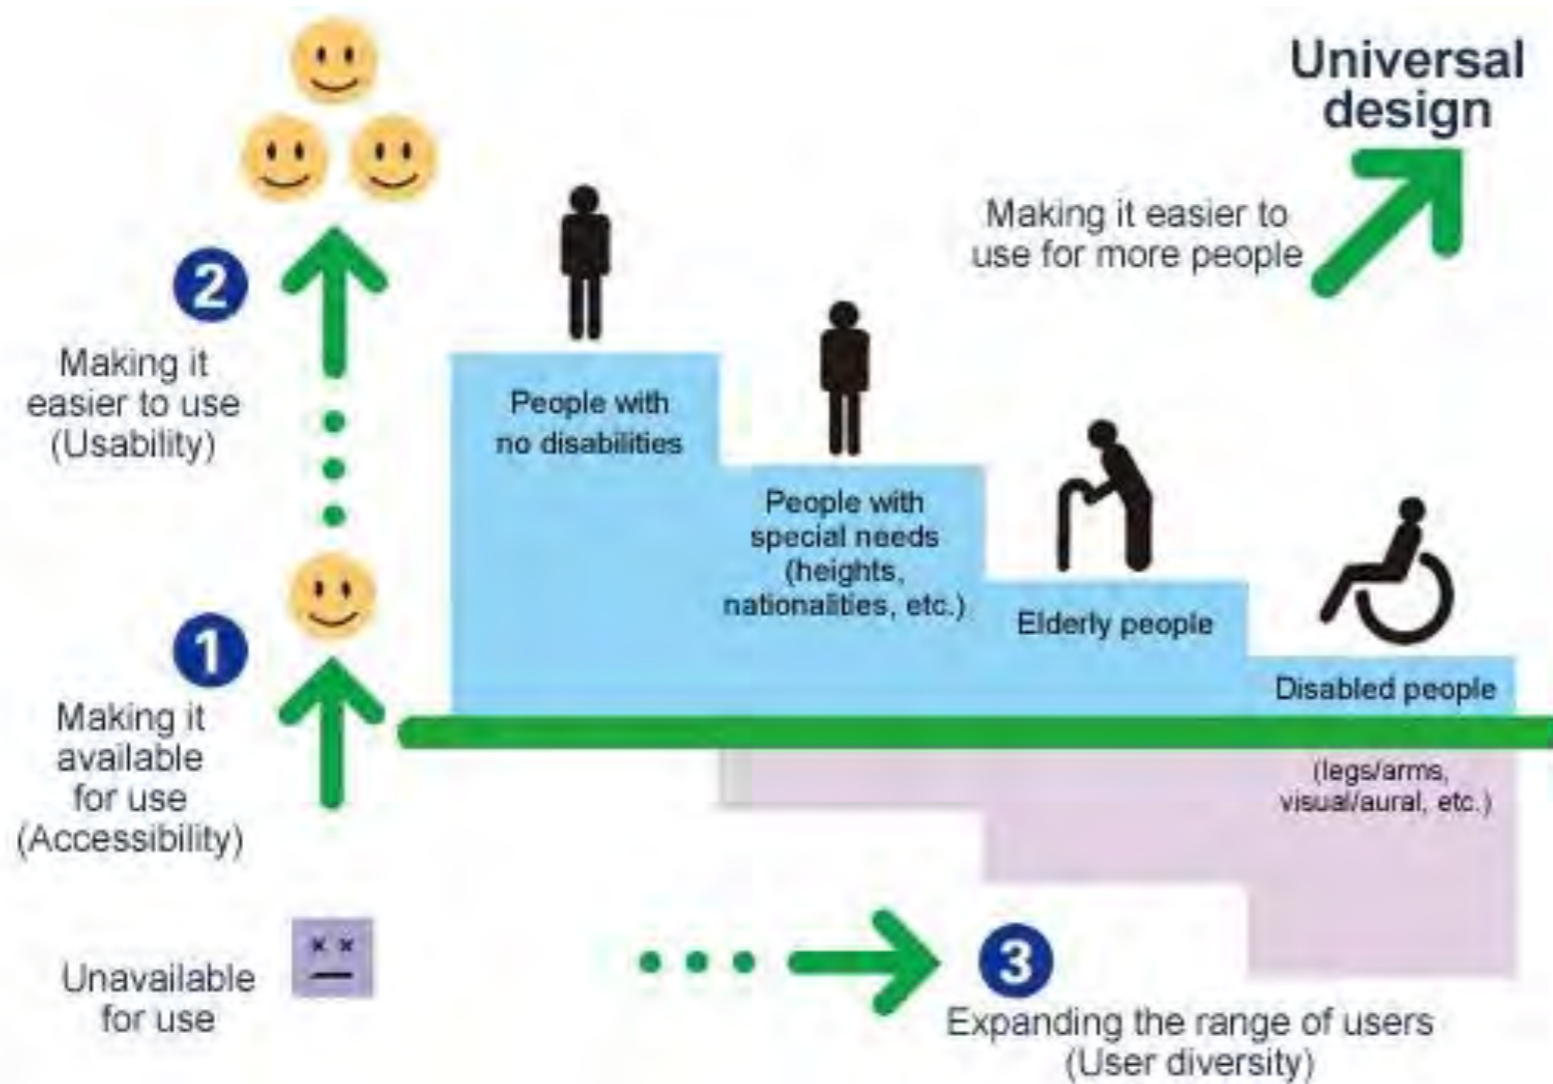 Universal
design
Making it easier to
use for more people
2
Making it
easier to use
(Usability)
People with
no disabilities
People with
special needs
(heights,
nationalities, etc.)
Elderly people
Disabled people
(legs/arms,
visual/aural, etc.)
1
Making it
available
for use
(Accessibility)
Unavailable
for use
3
Expanding the range of users
(User diversity)